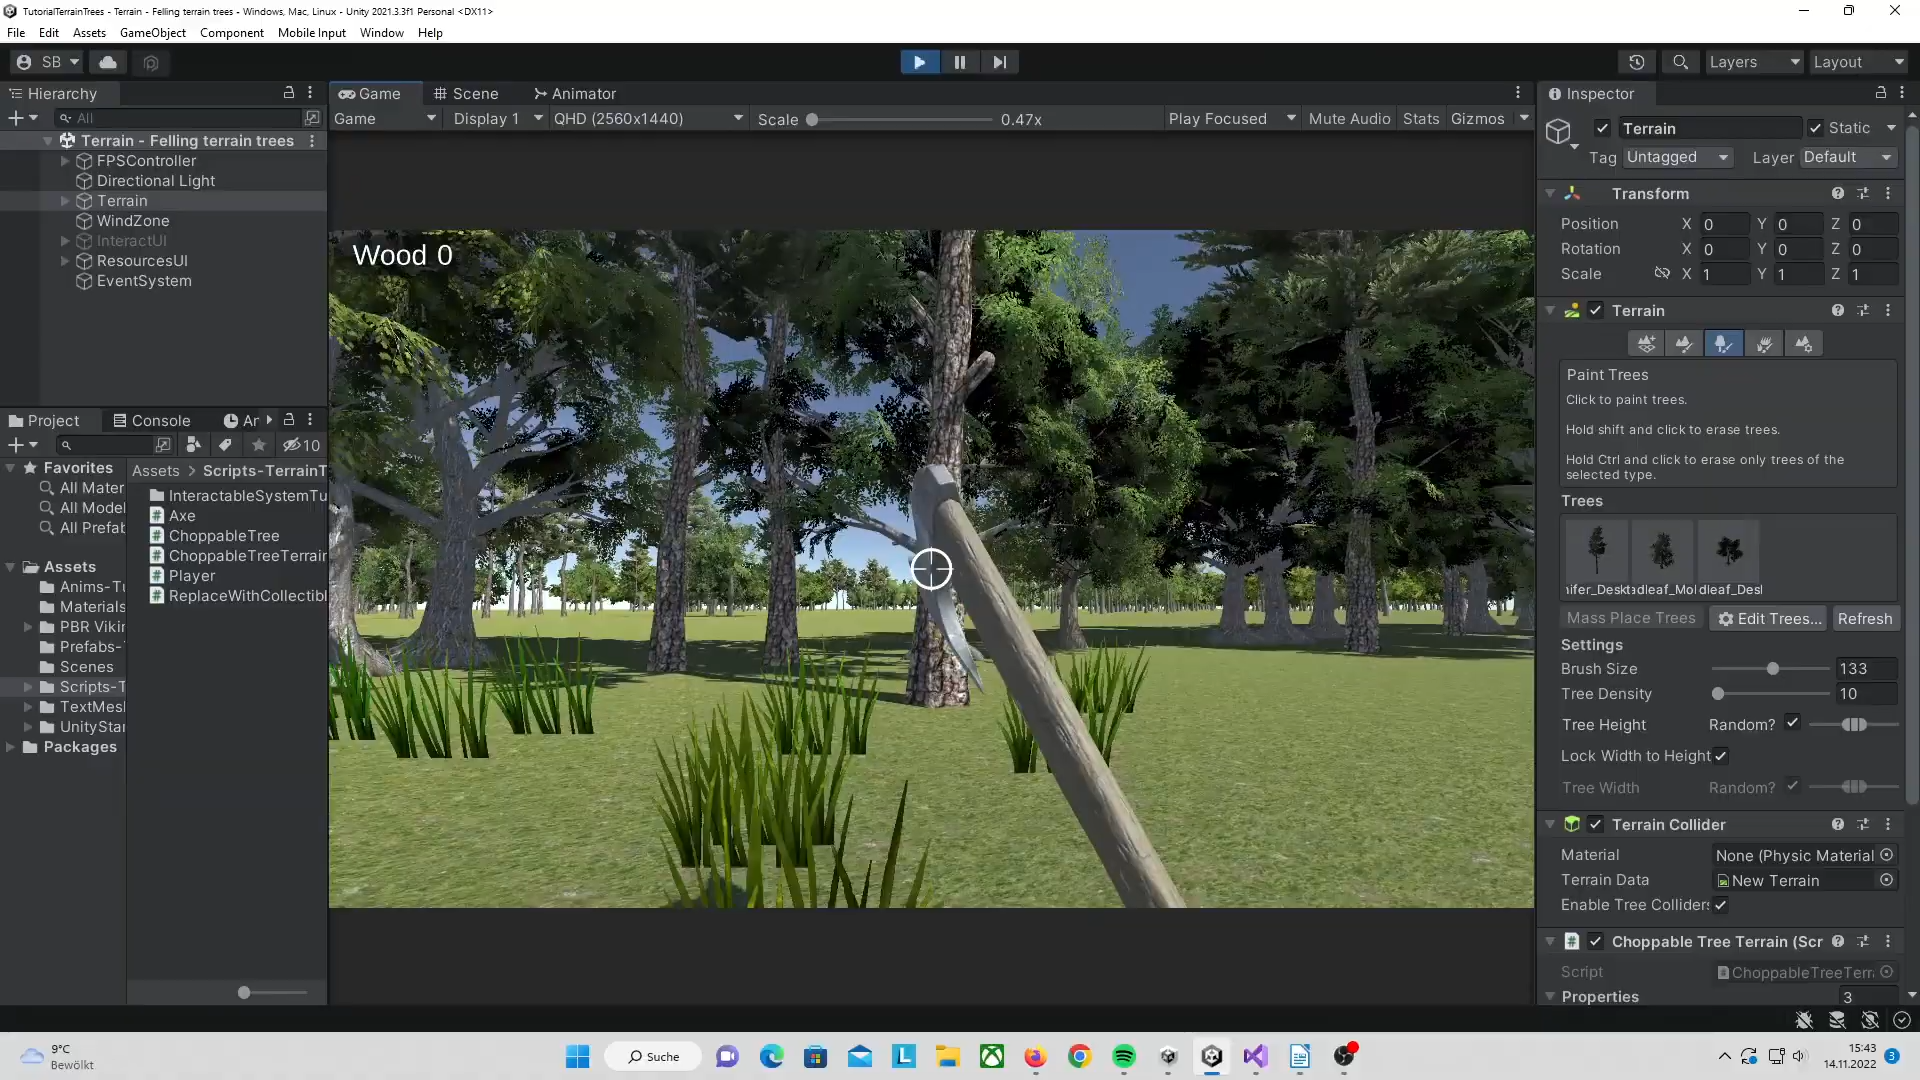 TutorialTerrainTrees - Terrain - Felling terrain trees - Windows, Mac, Linux - Unity 2021.3.3f1 Personal <DX11>
File Edit Assets GameObject Component Mobile Input Window Help
SB Layers Layout
Hierarchy
All
Terrain - Felling terrain trees
FPSController
Directional Light
Terrain
WindZone
InteractUI
ResourcesUI
EventSystem
Project Console Ar
10
Favorites
All Mater
All Model
All Prefab
Assets
Anims-Tu
Materials
PBR Vikin
Prefabs-
Scenes
Scripts-T
TextMesh
UnityStar
Packages
Assets > Scripts-TerrainT
InteractableSystemTu
Axe
ChoppableTree
ChoppableTreeTerrain
Player
ReplaceWithCollectibl
Game Scene Animator
Game Display 1 QHD (2560x1440) Scale 0.47x Play Focused Mute Audio Stats Gizmos
Wood 0
Inspector
Terrain Static
Tag Untagged Layer Default
Transform
Position X 0 Y 0 Z 0
Rotation X 0 Y 0 Z 0
Scale X 1 Y 1 Z 1
Terrain
Paint Trees
Click to paint trees.
Hold shift and click to erase trees.
Hold Ctrl and click to erase only trees of the
selected type.
Trees
Mass Place Trees Edit Trees... Refresh
Settings
Brush Size 133
Tree Density 10
Tree Height Random?
Lock Width to Height
Tree Width Random?
Terrain Collider
Material None (Physic Material
Terrain Data New Terrain
Enable Tree Colliders
Choppable Tree Terrain (Scr
Script ChoppableTreeTerra
Properties 3
9°C
Bewölkt
Suche
15:43
14.11.2022 3